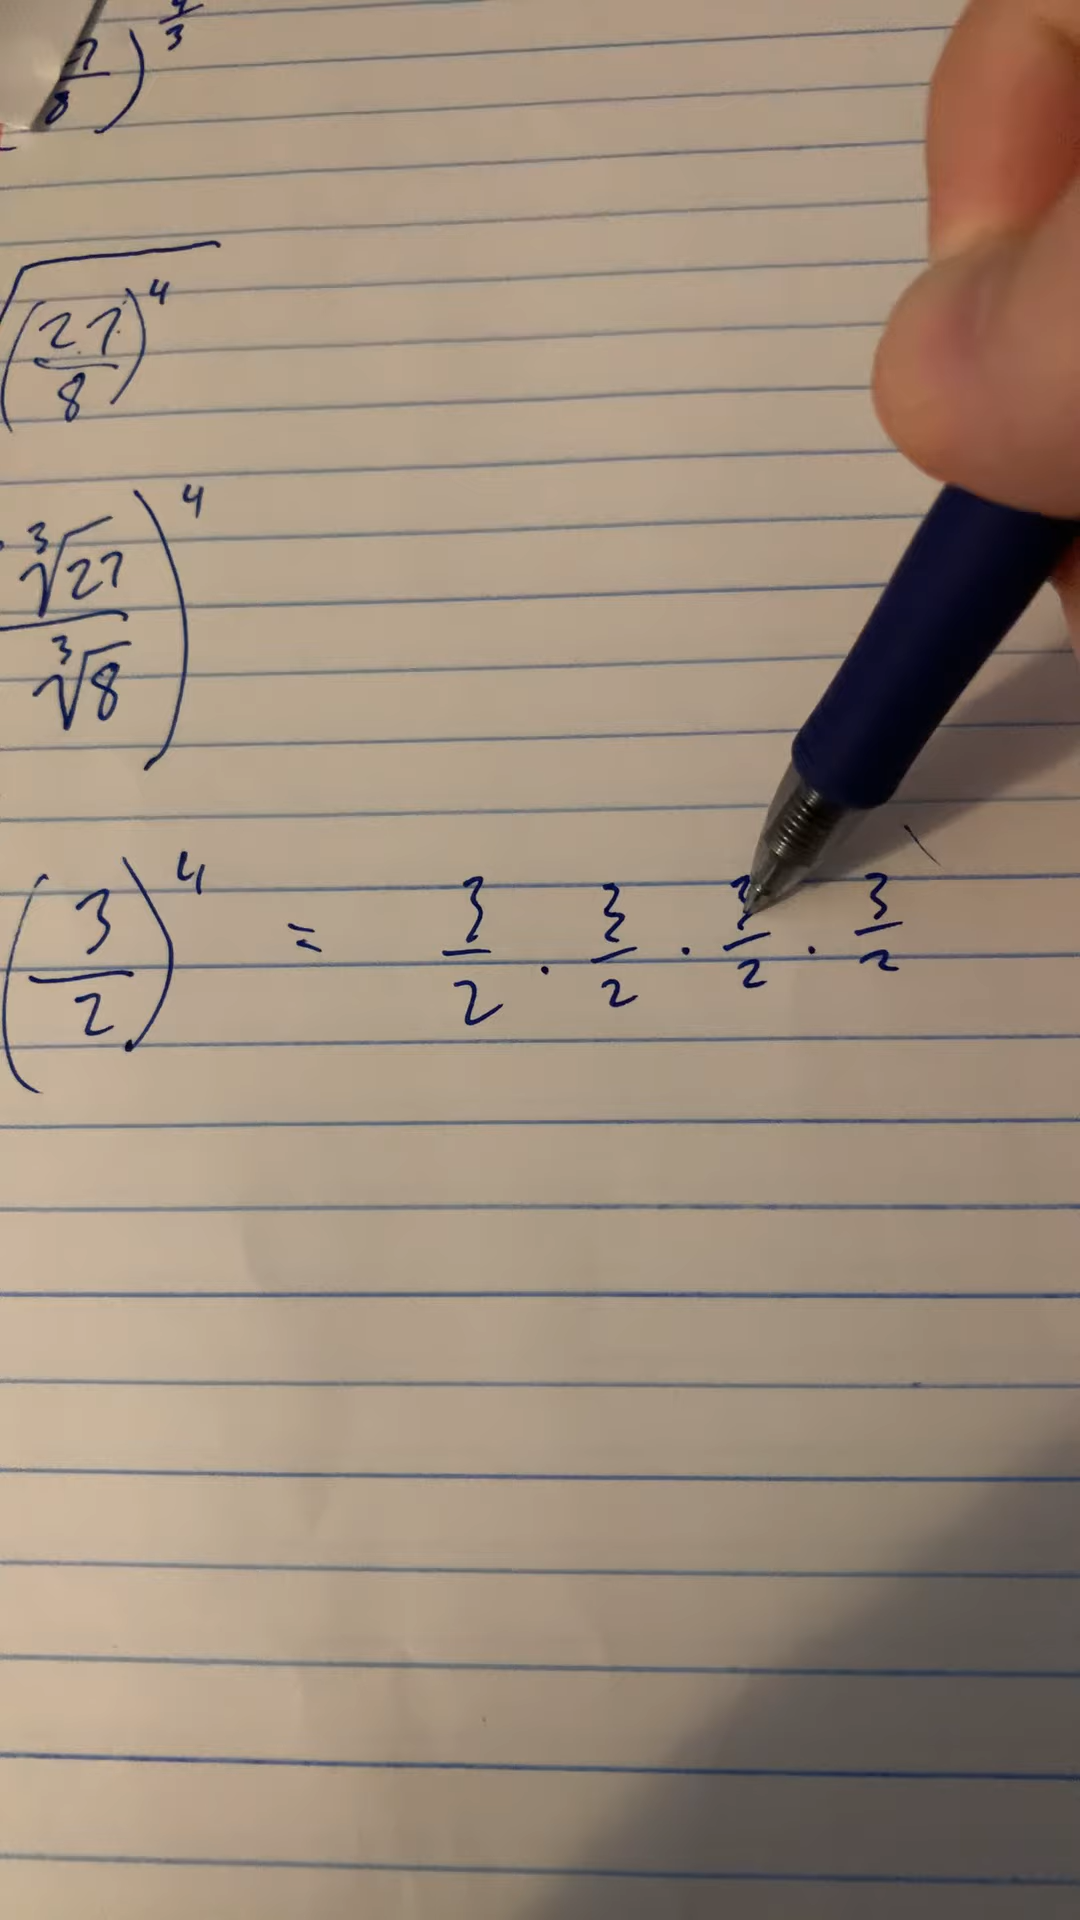 7/8)^(4/3)
√(27/8)^4
(∛27/∛8)^4
(3/2)^4 = 3/2 · 3/2 · 3/2 · 3/2